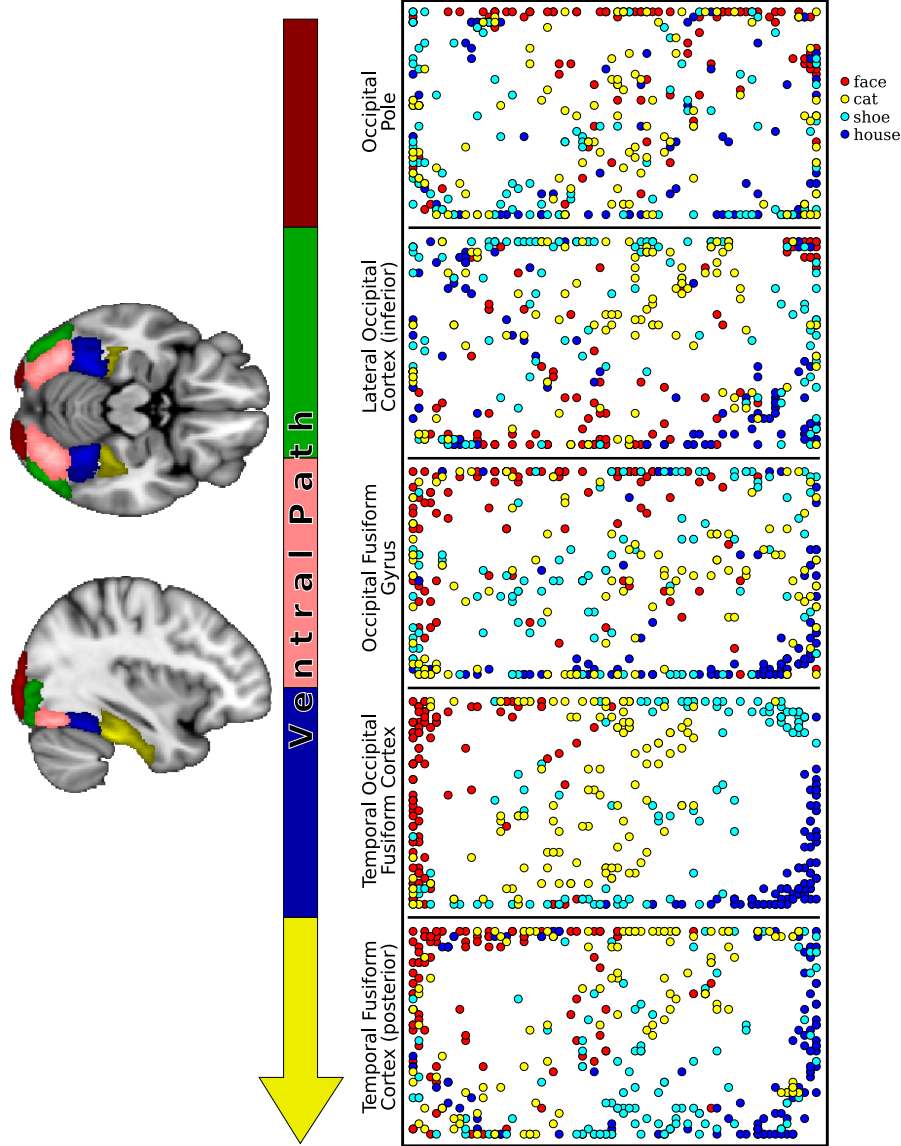 Occipital
Pole
face
cat
shoe
house
Lateral Occipital
Cortex (inferior)
Ventral Path
Occipital Fusiform
Gyrus
Temporal Occipital
Fusiform Cortex
Temporal Fusiform
Cortex (posterior)